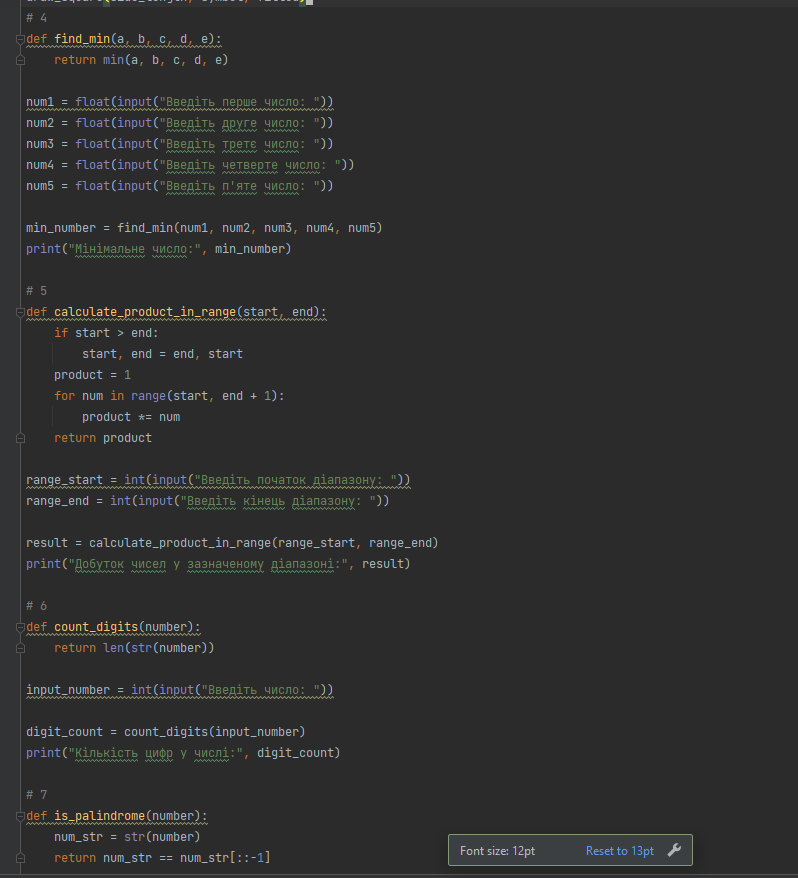 # 4
def find_min(a, b, c, d, e):
    return min(a, b, c, d, e)
num1 = float(input("Введіть перше число: "))
num2 = float(input("Введіть друге число: "))
num3 = float(input("Введіть третє число: "))
num4 = float(input("Введіть четверте число: "))
num5 = float(input("Введіть п'яте число: "))
min_number = find_min(num1, num2, num3, num4, num5)
print("Мінімальне число:", min_number)
# 5
def calculate_product_in_range(start, end):
    if start > end:
        start, end = end, start
    product = 1
    for num in range(start, end + 1):
        product *= num
    return product
range_start = int(input("Введіть початок діапазону: "))
range_end = int(input("Введіть кінець діапазону: "))
result = calculate_product_in_range(range_start, range_end)
print("Добуток чисел у зазначеному діапазоні:", result)
# 6
def count_digits(number):
    return len(str(number))
input_number = int(input("Введіть число: "))
digit_count = count_digits(input_number)
print("Кількість цифр у числі:", digit_count)
# 7
def is_palindrome(number):
    num_str = str(number)
    return num_str == num_str[::-1]
Font size: 12pt Reset to 13pt